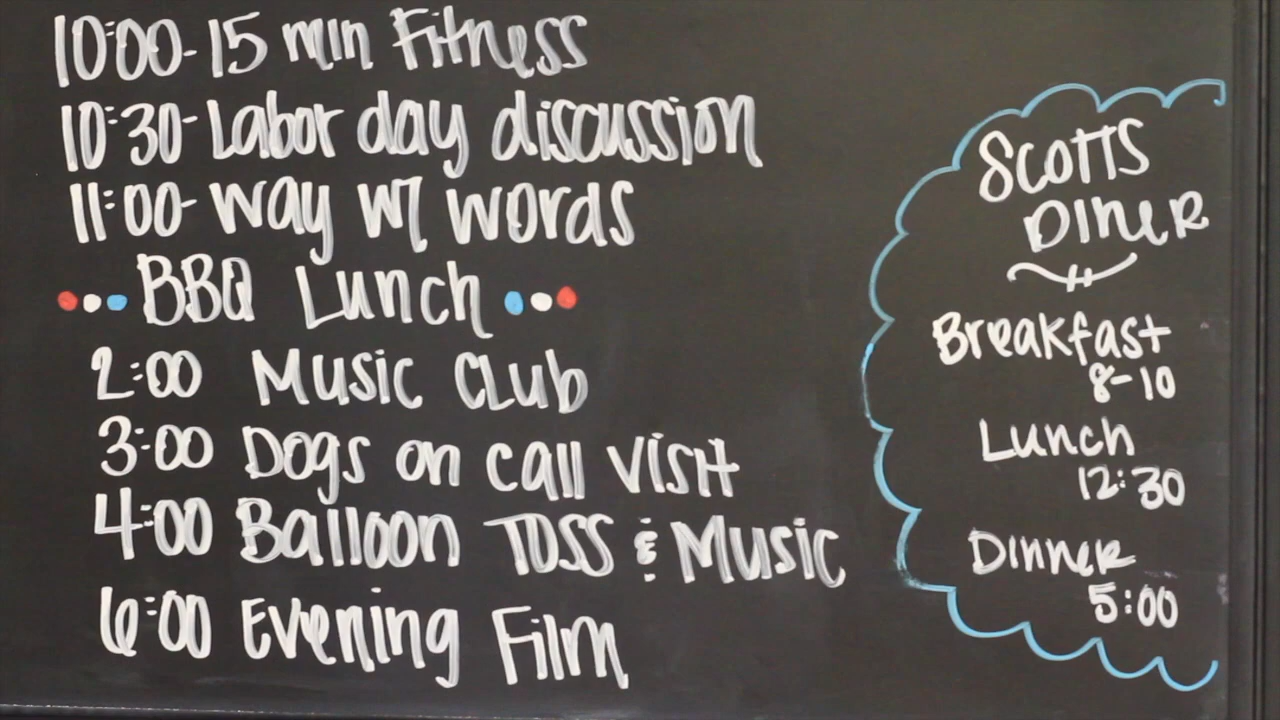 10:00-15 min Fitness
10:30-Labor day discussion
11:00-way w/ words
BBQ Lunch
2:00 Music Club
3:00 Dogs on call visit
4:00 Balloon Toss & Music
6:00 Evening Film
Scotts
Diner
Breakfast
8-10
Lunch
12:30
Dinner
5:00